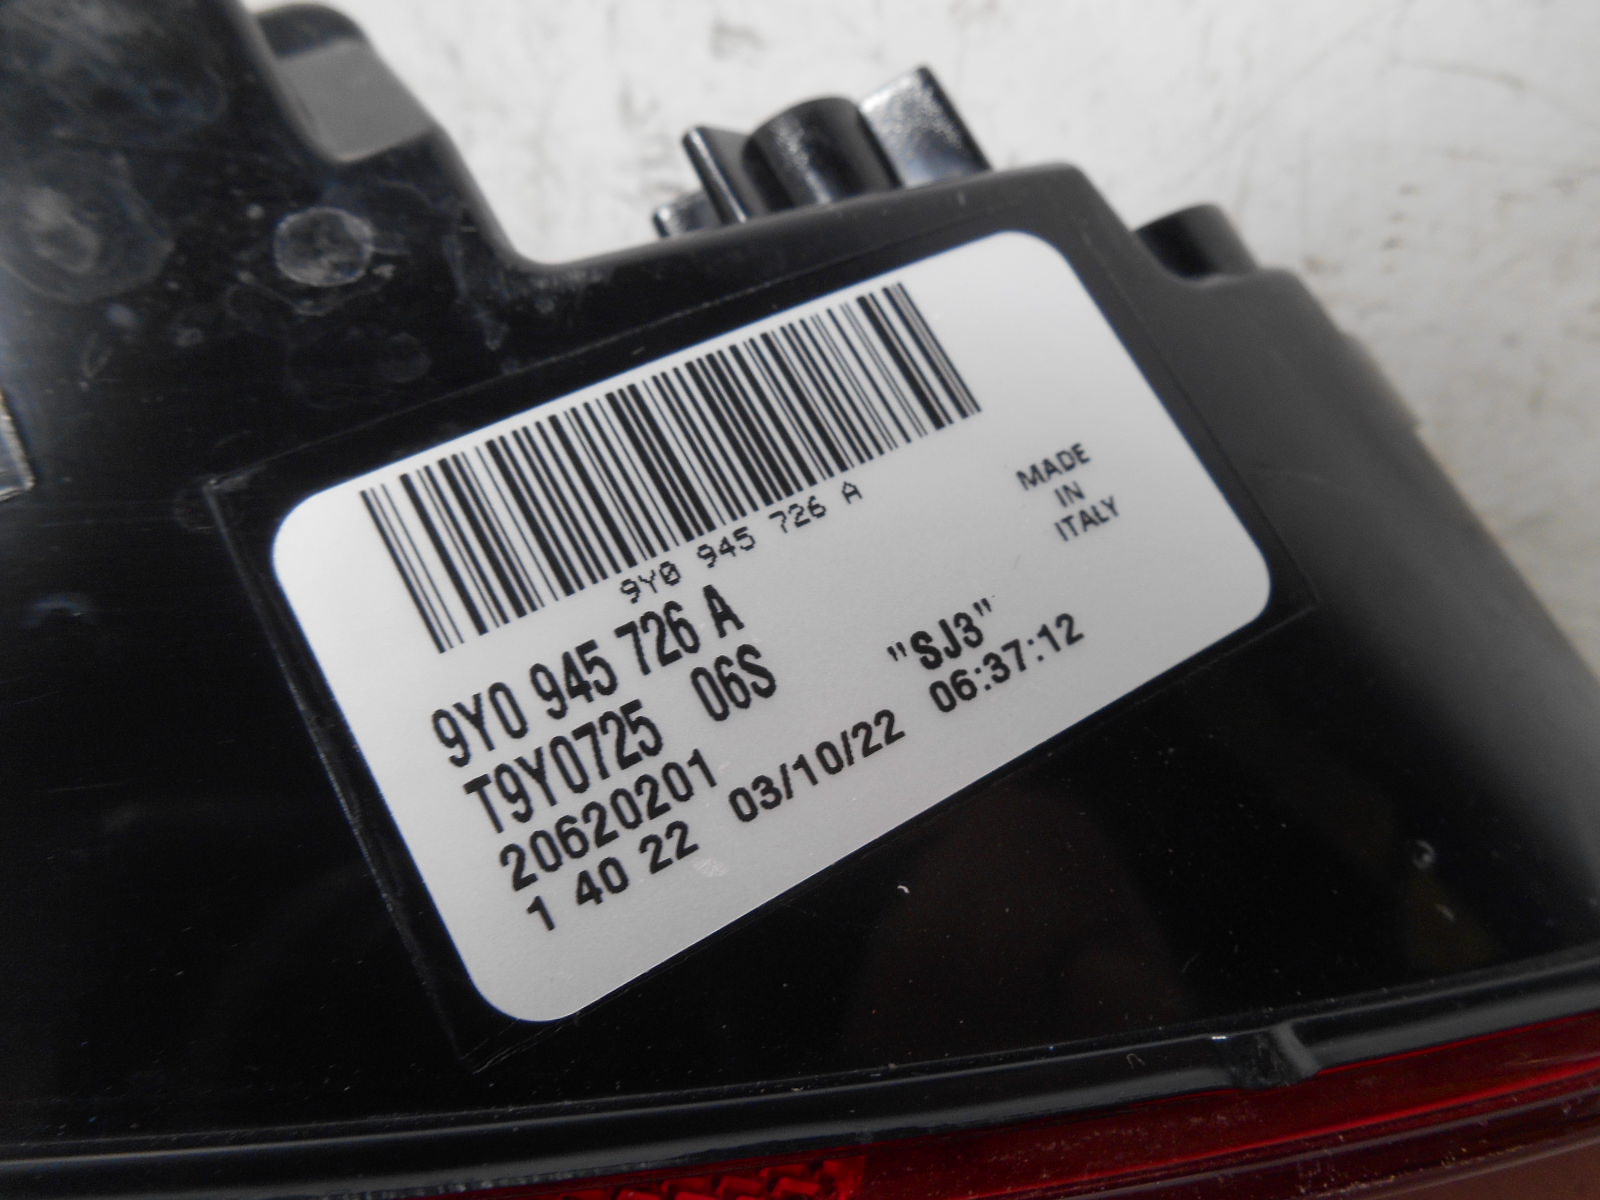 9Y0 945 726 A
MADE
IN
ITALY
9Y0 945 726 A
T9Y0725 06S "SJ3"
20620201
1 40 22 03/10/22 06:37:12